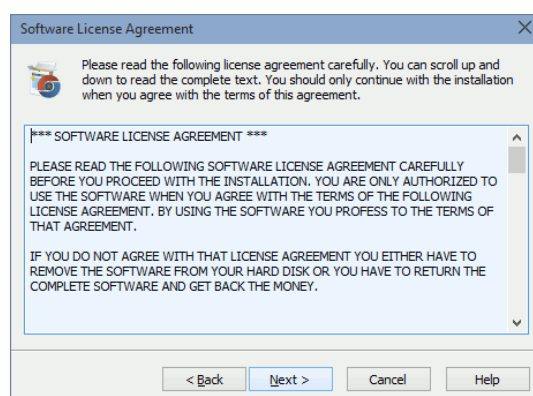 Software License Agreement
Please read the following license agreement carefully. You can scroll up and
down to read the complete text. You should only continue with the installation
when you agree with the terms of this agreement.
*** SOFTWARE LICENSE AGREEMENT ***
PLEASE READ THE FOLLOWING SOFTWARE LICENSE AGREEMENT CAREFULLY
BEFORE YOU PROCEED WITH THE INSTALLATION. YOU ARE ONLY AUTHORIZED TO
USE THE SOFTWARE WHEN YOU AGREE WITH THE TERMS OF THE FOLLOWING
LICENSE AGREEMENT. BY USING THE SOFTWARE YOU PROFESS TO THE TERMS OF
THAT AGREEMENT.
IF YOU DO NOT AGREE WITH THAT LICENSE AGREEMENT YOU EITHER HAVE TO
REMOVE THE SOFTWARE FROM YOUR HARD DISK OR YOU HAVE TO RETURN THE
COMPLETE SOFTWARE AND GET BACK THE MONEY.
< Back Next > Cancel Help